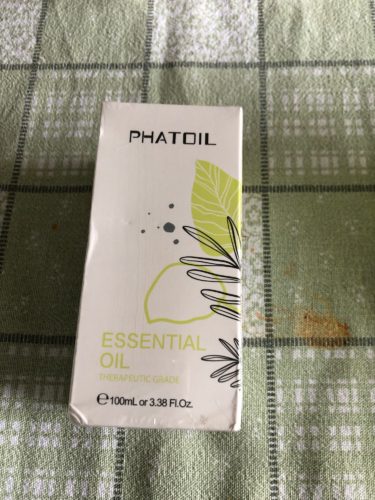 PHATOIL
ESSENTIAL
OIL
THERAPEUTIC GRADE
℮100mL or 3.38 Fl.Oz.